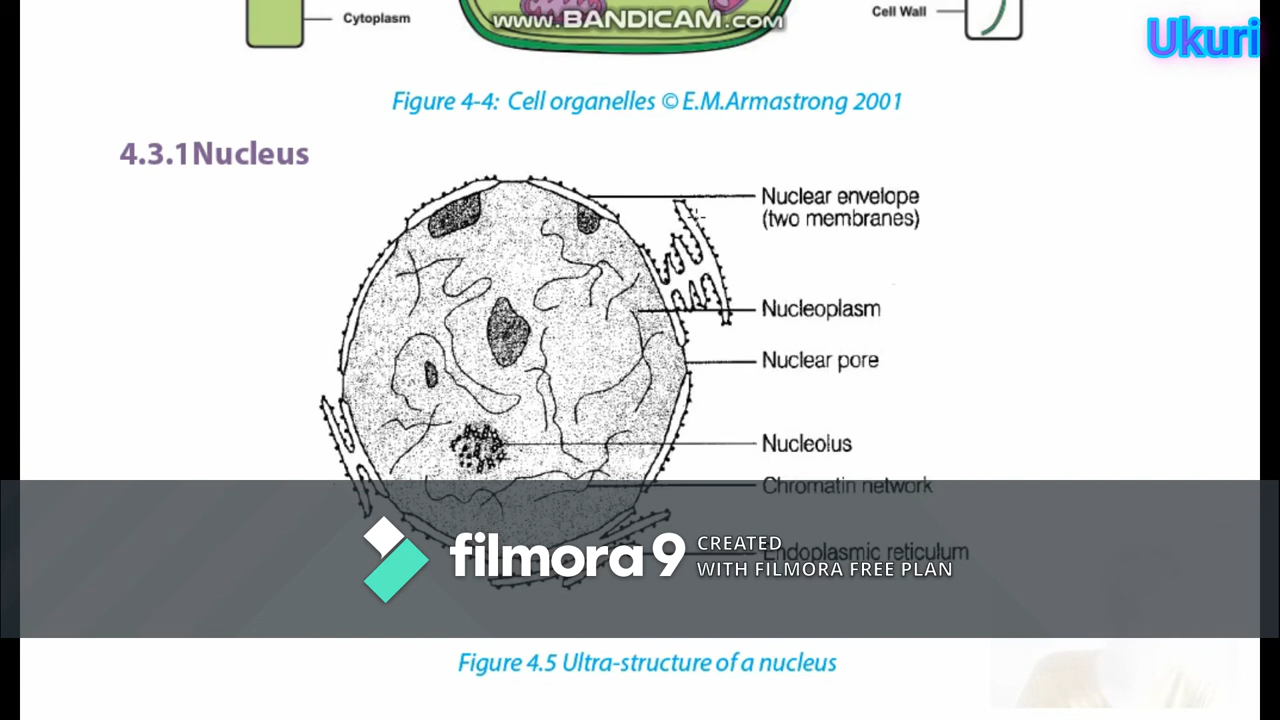 Cytoplasm
www.BANDICAM.com
Cell Wall
Ukuri
Figure 4-4: Cell organelles © E.M.Armastrong 2001
4.3.1Nucleus
Nuclear envelope
(two membranes)
Nucleoplasm
Nuclear pore
Nucleolus
Chromatin network
Endoplasmic reticulum
filmora9
CREATED
WITH FILMORA FREE PLAN
Figure 4.5 Ultra-structure of a nucleus